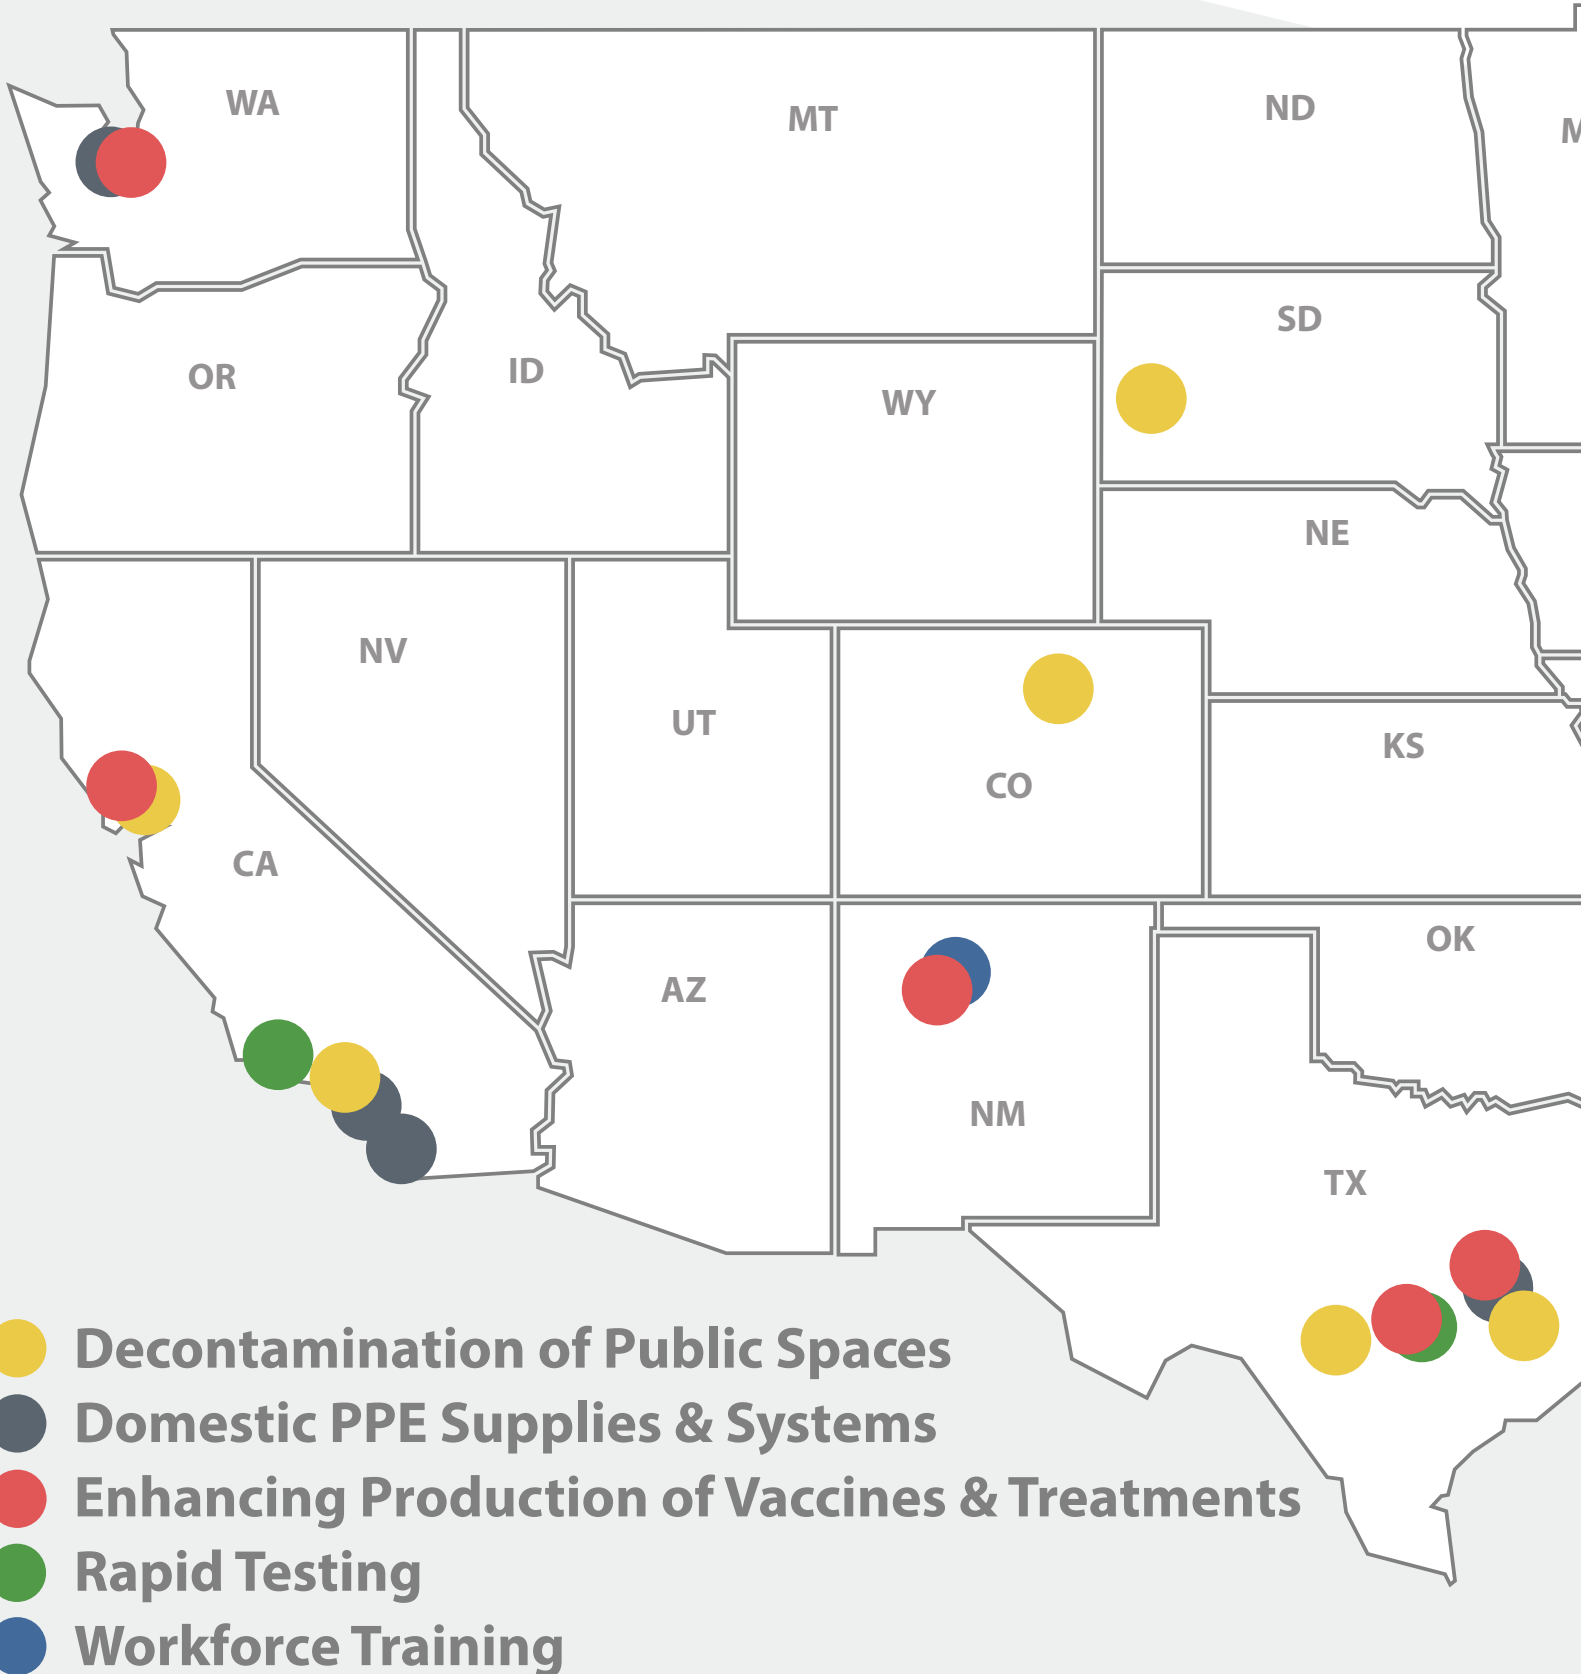 WA
MT
ND
M
SD
OR
ID
WY
NE
NV
UT
KS
CO
CA
OK
AZ
NM
TX
Decontamination of Public Spaces
Domestic PPE Supplies & Systems
Enhancing Production of Vaccines & Treatments
Rapid Testing
Workforce Training